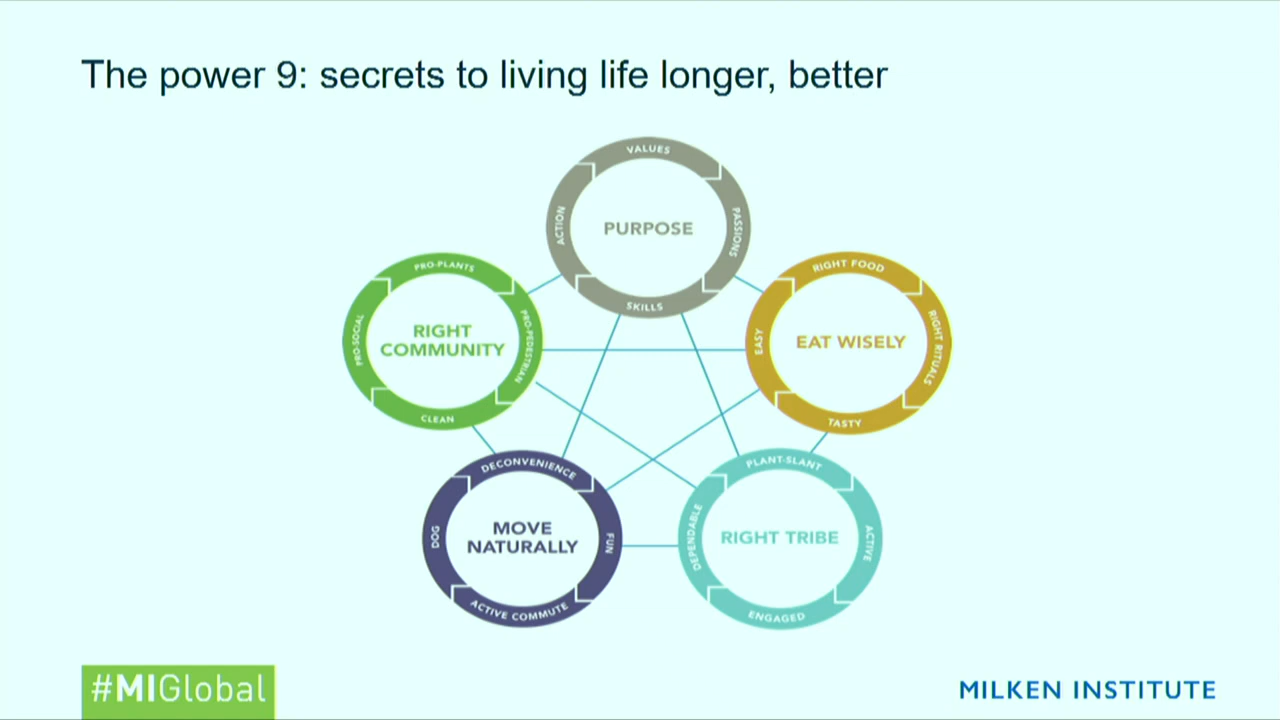 The power 9: secrets to living life longer, better
VALUES
PASSIONS
SKILLS
ACTION
PURPOSE
PRO-PLANTS
PRO-PEDESTRIAN
CLEAN
PRO-SOCIAL
RIGHT
COMMUNITY
RIGHT FOOD
RIGHT RITUALS
TASTY
EASY
EAT WISELY
DECONVENIENCE
FUN
ACTIVE COMMUTE
DOG
MOVE
NATURALLY
PLANT-SLANT
ACTIVE
ENGAGED
DEPENDABLE
RIGHT TRIBE
#MIGlobal
MILKEN INSTITUTE